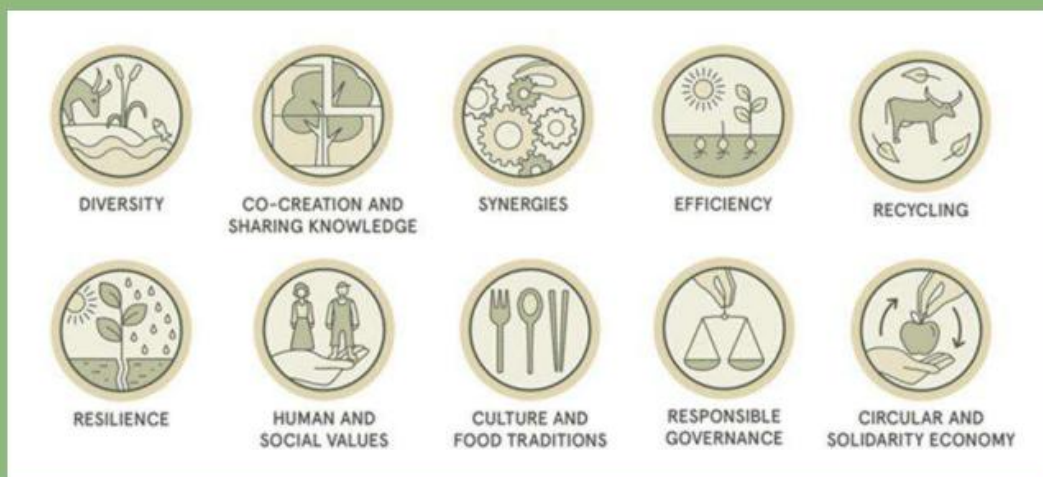 DIVERSITY
CO-CREATION AND
SHARING KNOWLEDGE
SYNERGIES
EFFICIENCY
RECYCLING
RESILIENCE
HUMAN AND
SOCIAL VALUES
CULTURE AND
FOOD TRADITIONS
RESPONSIBLE
GOVERNANCE
CIRCULAR AND
SOLIDARITY ECONOMY